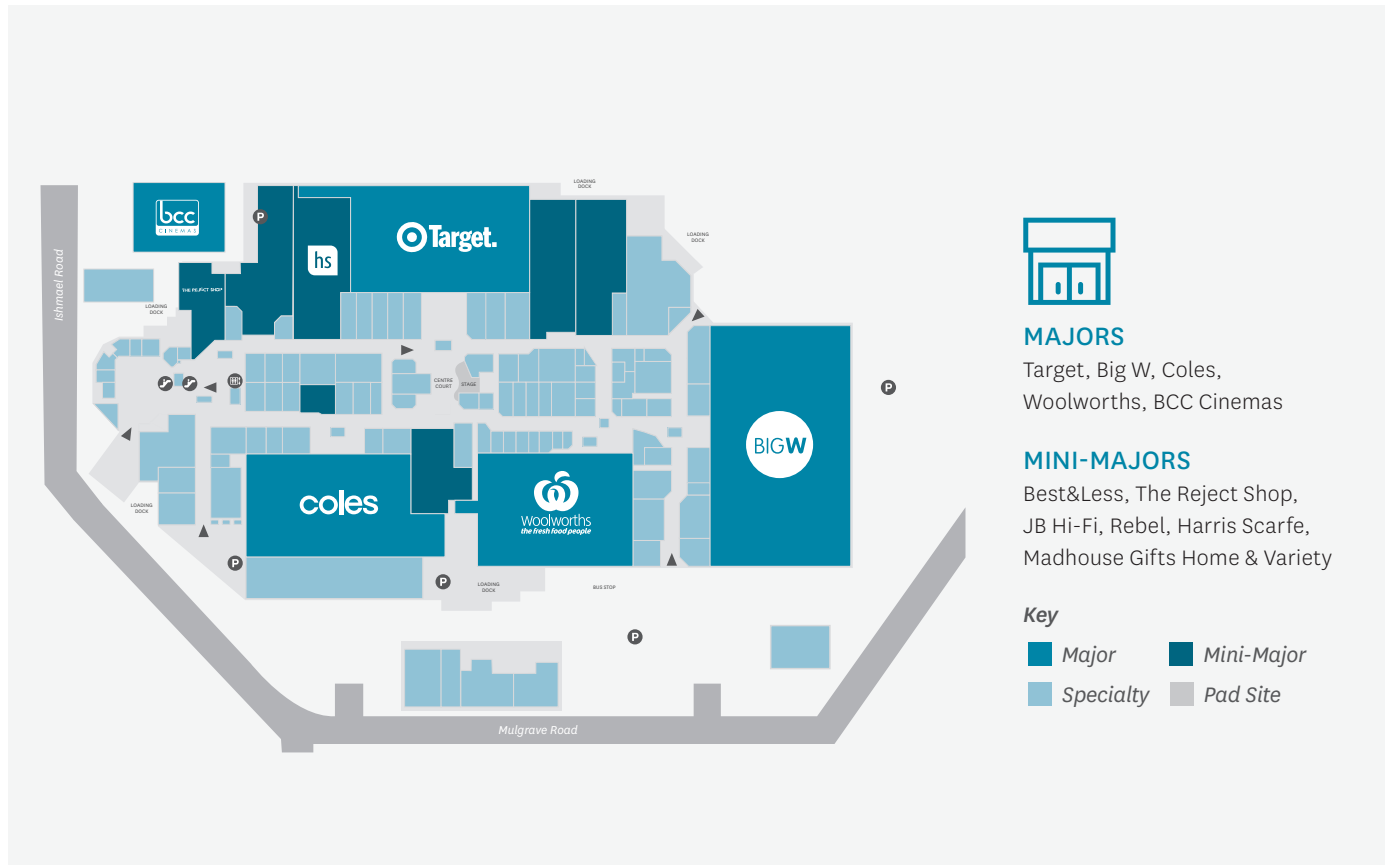 LOADING
DOCK
bcc
CINEMAS
P
Target.
hs
LOADING
DOCK
Ishmael Road
THE REJECT SHOP
LOADING
DOCK
CENTRE
COURT
STAGE
P
BIGW
coles
Woolworths
the fresh food people
LOADING
DOCK
P
P
LOADING
DOCK
BUS STOP
P
Mulgrave Road
MAJORS
Target, Big W, Coles,
Woolworths, BCC Cinemas
MINI-MAJORS
Best&Less, The Reject Shop,
JB Hi-Fi, Rebel, Harris Scarfe,
Madhouse Gifts Home & Variety
Key
Major
Mini-Major
Specialty
Pad Site